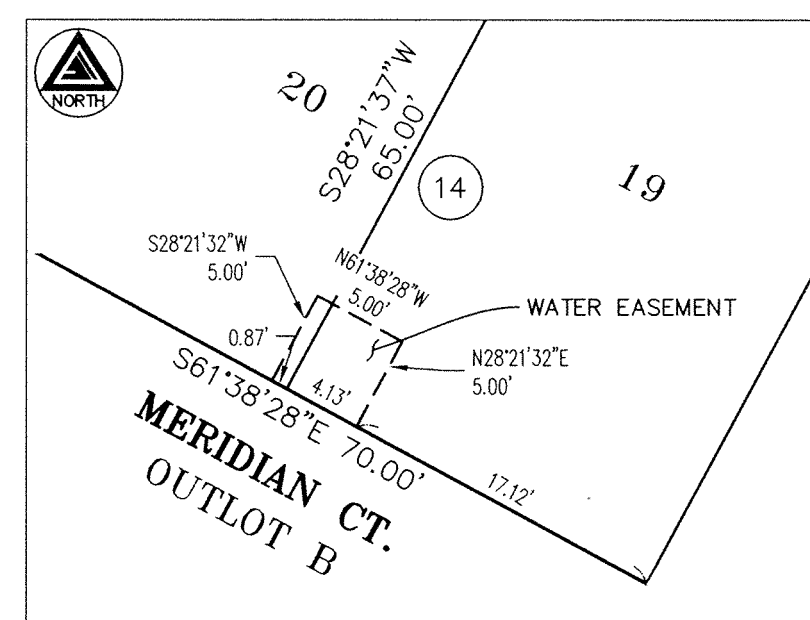 NORTH
20
S28°21'37"W
65.00'
14
19
S28°21'32"W
5.00'
N61°38'28"W
5.00'
WATER EASEMENT
0.87'
N28°21'32"E
5.00'
4.13'
S61°38'28"E 70.00'
17.12'
MERIDIAN CT.
OUTLOT B